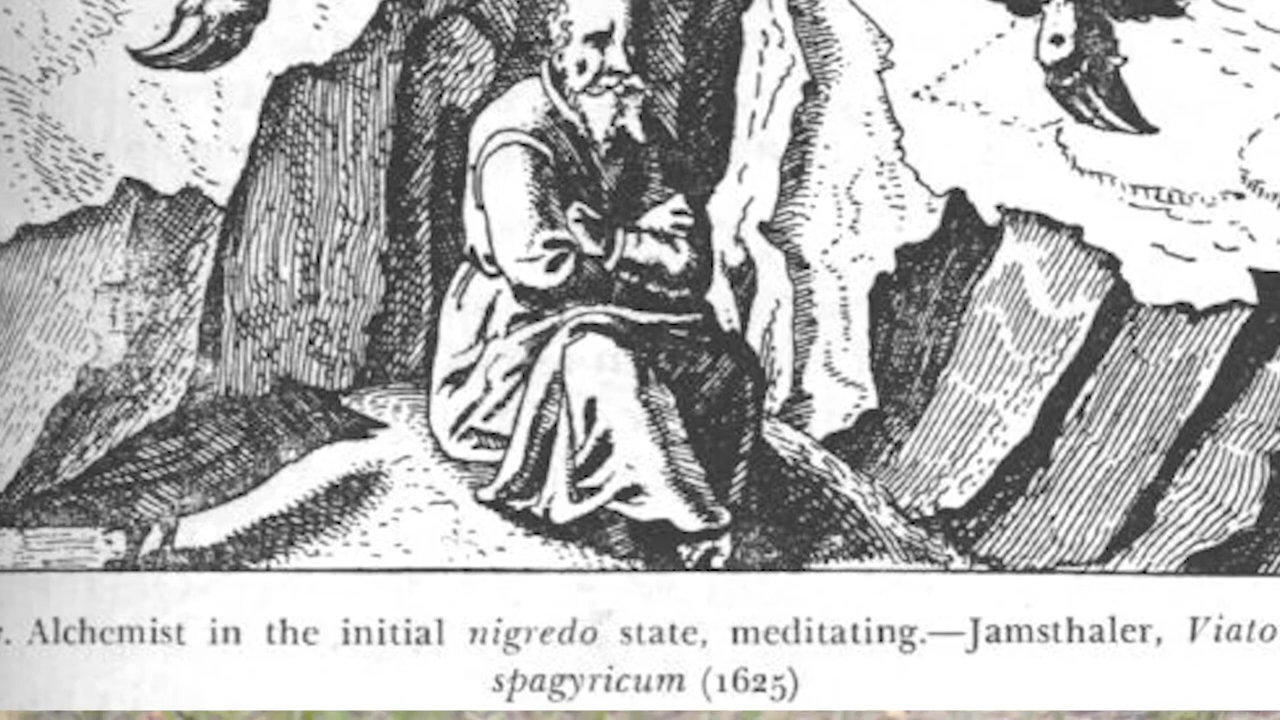 . Alchemist in the initial nigredo state, meditating.—Jamsthaler, Viato
spagyricum (1625)